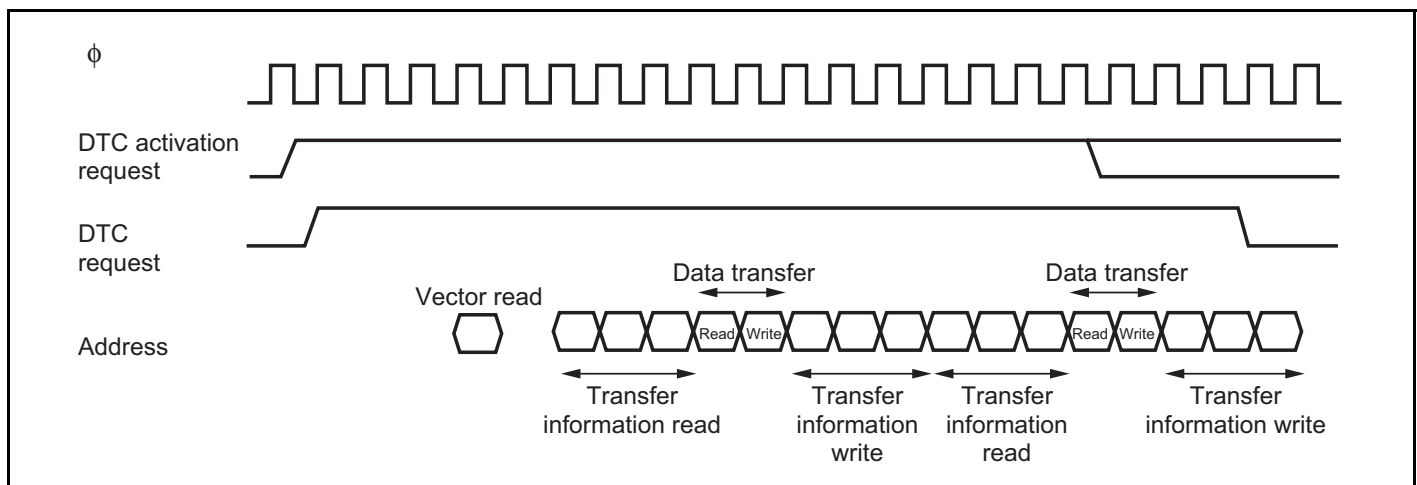 ϕ
DTC activation
request
DTC
request
Data transfer
Data transfer
Vector read
Address
Read
Write
Read
Write
Transfer
information read
Transfer
information
write
Transfer
information
read
Transfer
information write